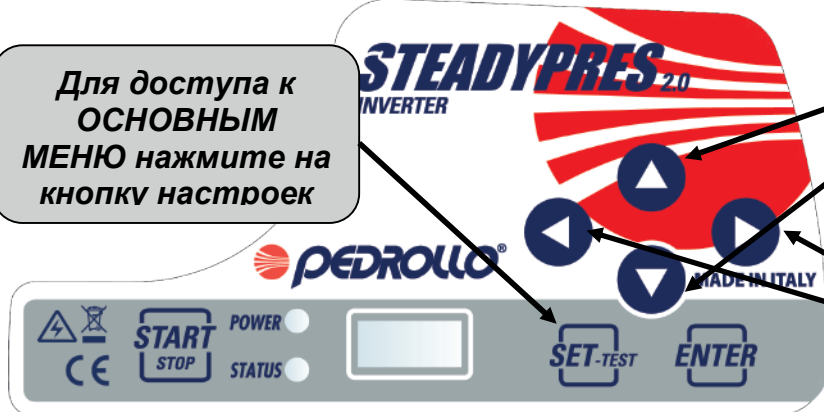 Для доступа к
ОСНОВНЫМ
МЕНЮ нажмите на
кнопку настроек
STEADYPRES 2.0
INVERTER
PEDROLLO®
MADE IN ITALY
START
STOP
POWER
STATUS
CE
SET-TEST
ENTER